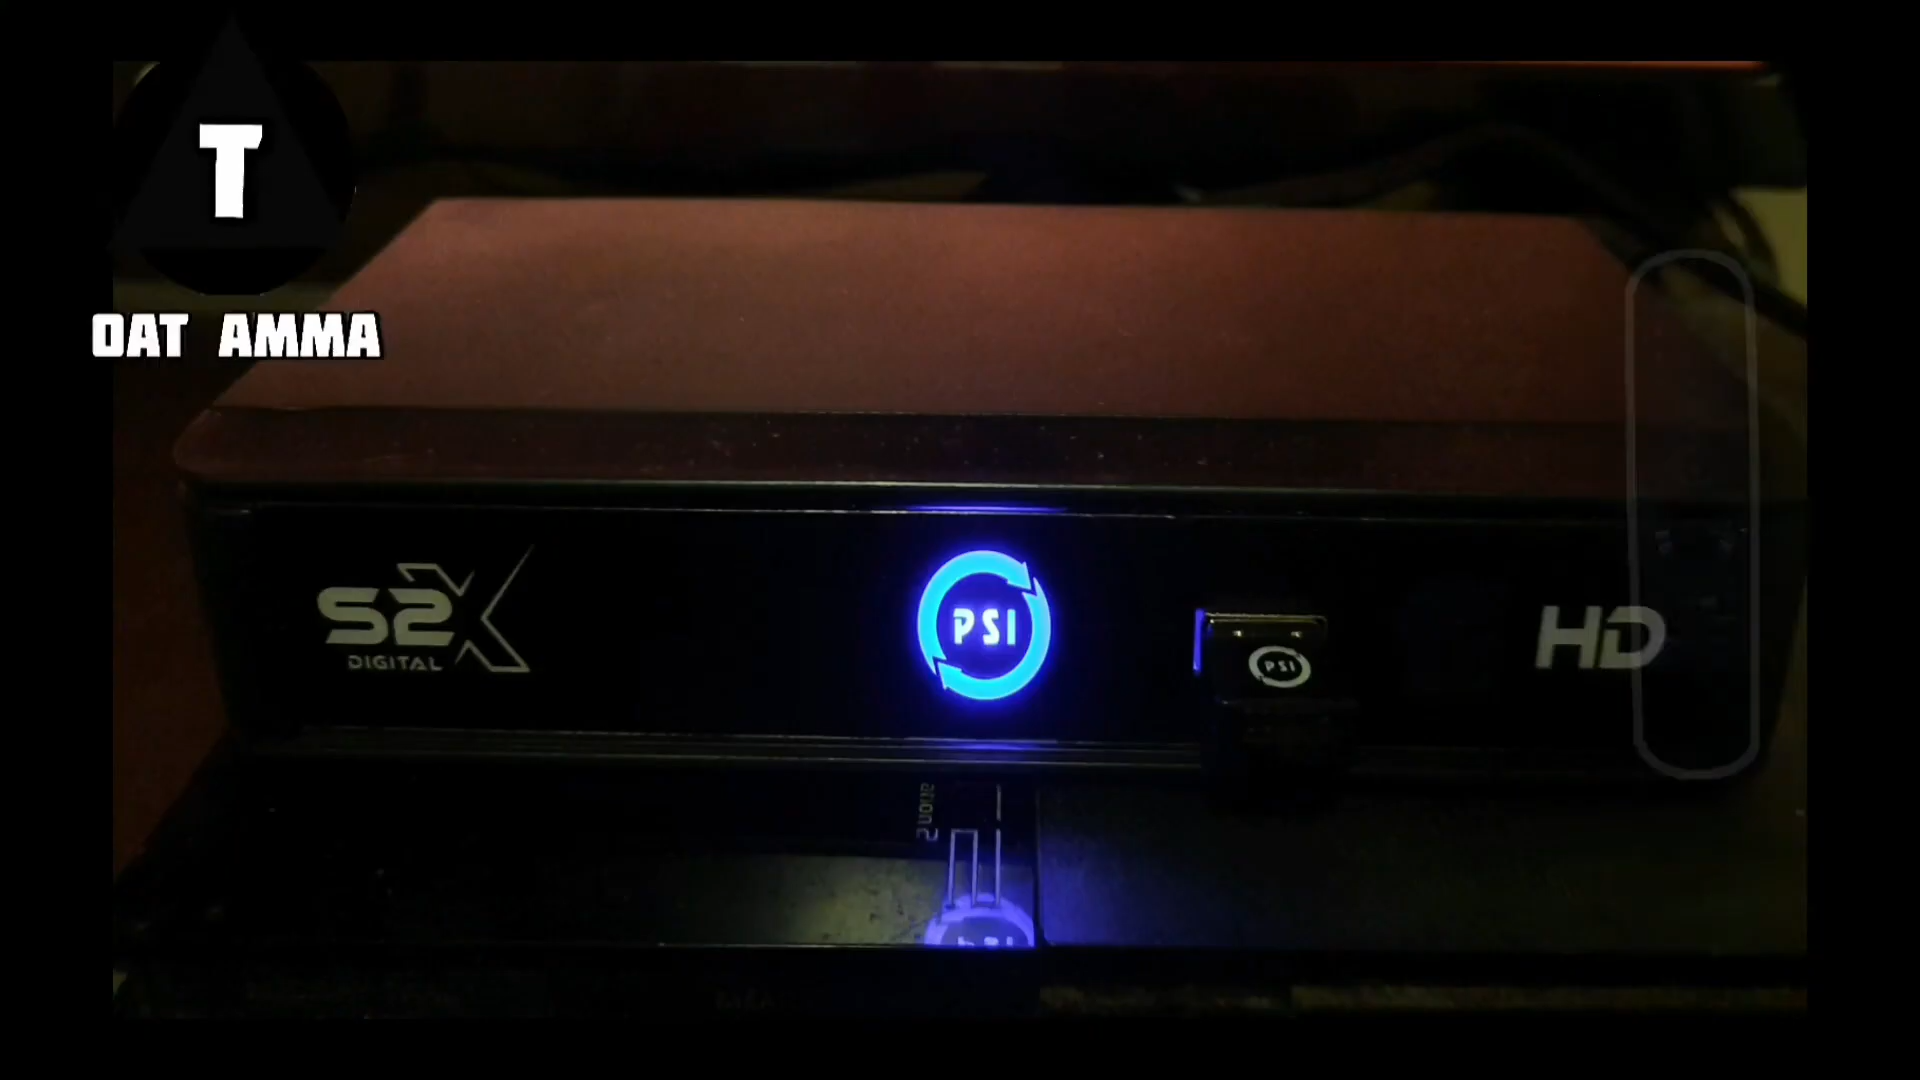 T
OAT AMMA
S2X
DIGITAL
PSI
PSI
HD